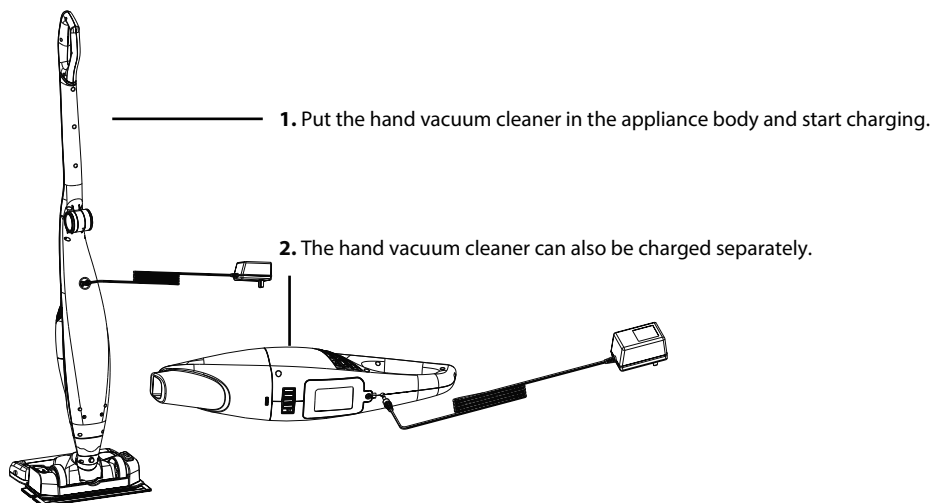 1. Put the hand vacuum cleaner in the appliance body and start charging.
2. The hand vacuum cleaner can also be charged separately.